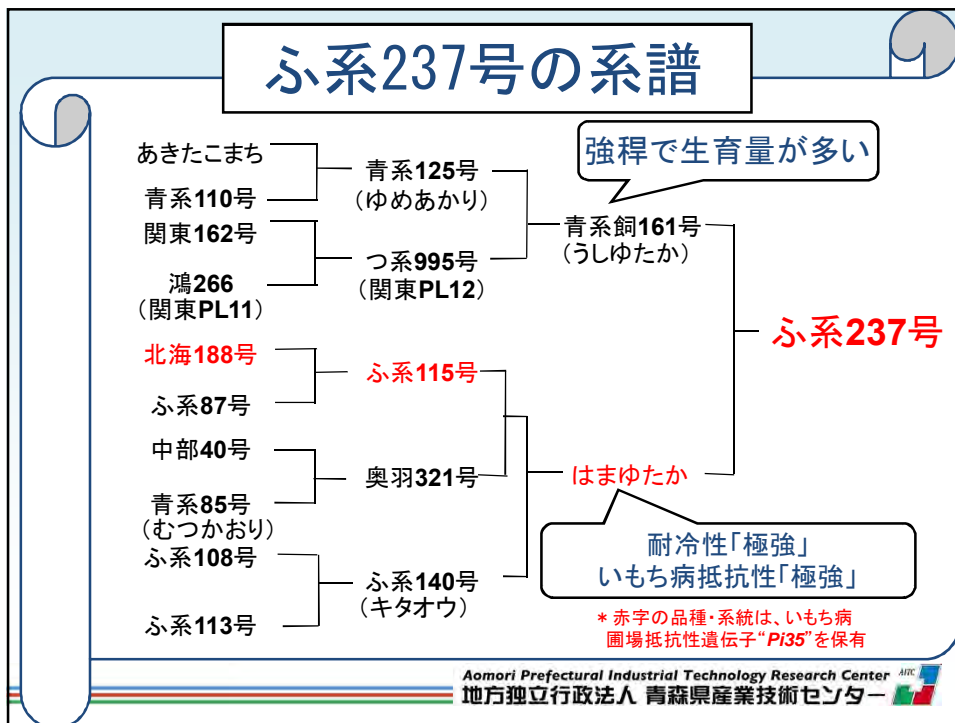 ふ系237号の系譜
強稈で生育量が多い
あきたこまち
青系110号
関東162号
鴻266
（関東PL11）
北海188号
ふ系87号
中部40号
青系85号
（むつかおり）
ふ系108号
ふ系113号
青系125号
（ゆめあかり）
つ系995号
（関東PL12）
ふ系115号
奥羽321号
ふ系140号
（キタオウ）
青系飼161号
（うしゆたか）
はまゆたか
ふ系237号
耐冷性「極強」
いもち病抵抗性「極強」
＊赤字の品種・系統は、いもち病
圃場抵抗性遺伝子“Pi35”を保有
Aomori Prefectural Industrial Technology Research Center
AITC
地方独立行政法人 青森県産業技術センター